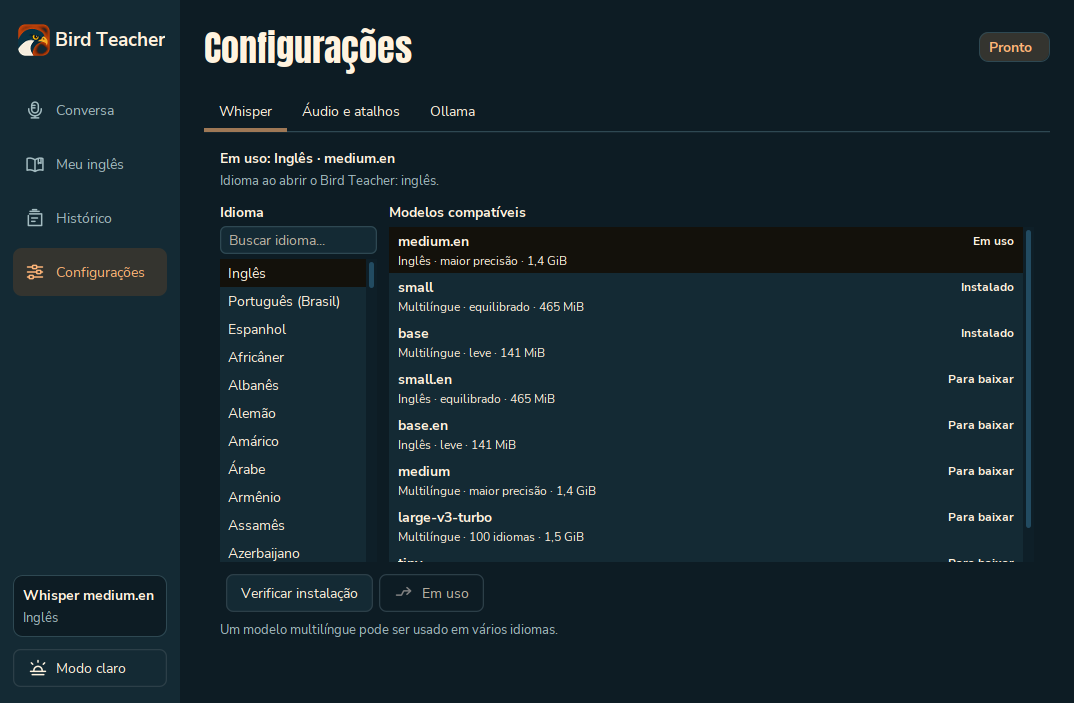 Bird Teacher
Conversa
Meu inglês
Histórico
Configurações
Whisper medium.en
Inglês
Modo claro
Configurações
Pronto
Whisper
Áudio e atalhos
Ollama
Em uso: Inglês · medium.en
Idioma ao abrir o Bird Teacher: inglês.
Idioma
Buscar idioma...
Inglês
Português (Brasil)
Espanhol
Africâner
Albanês
Alemão
Amárico
Árabe
Armênio
Assamês
Azerbaijano
Modelos compatíveis
medium.en Em uso
Inglês · maior precisão · 1,4 GiB
small Instalado
Multilíngue · equilibrado · 465 MiB
base Instalado
Multilíngue · leve · 141 MiB
small.en Para baixar
Inglês · equilibrado · 465 MiB
base.en Para baixar
Inglês · leve · 141 MiB
medium Para baixar
Multilíngue · maior precisão · 1,4 GiB
large-v3-turbo Para baixar
Multilíngue · 100 idiomas · 1,5 GiB
Verificar instalação
Em uso
Um modelo multilíngue pode ser usado em vários idiomas.